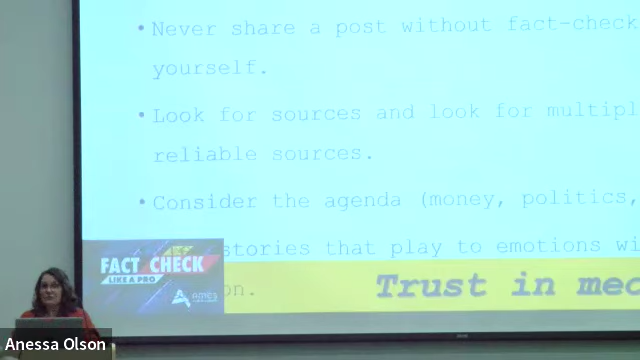 • Never share a post without fact-check
yourself.
• Look for sources and look for multipl
reliable sources.
• Consider the agenda (money, politics,
stories that play to emotions wi
on.
FACT CHECK
LIKE A PRO
Trust in med
Anessa Olson